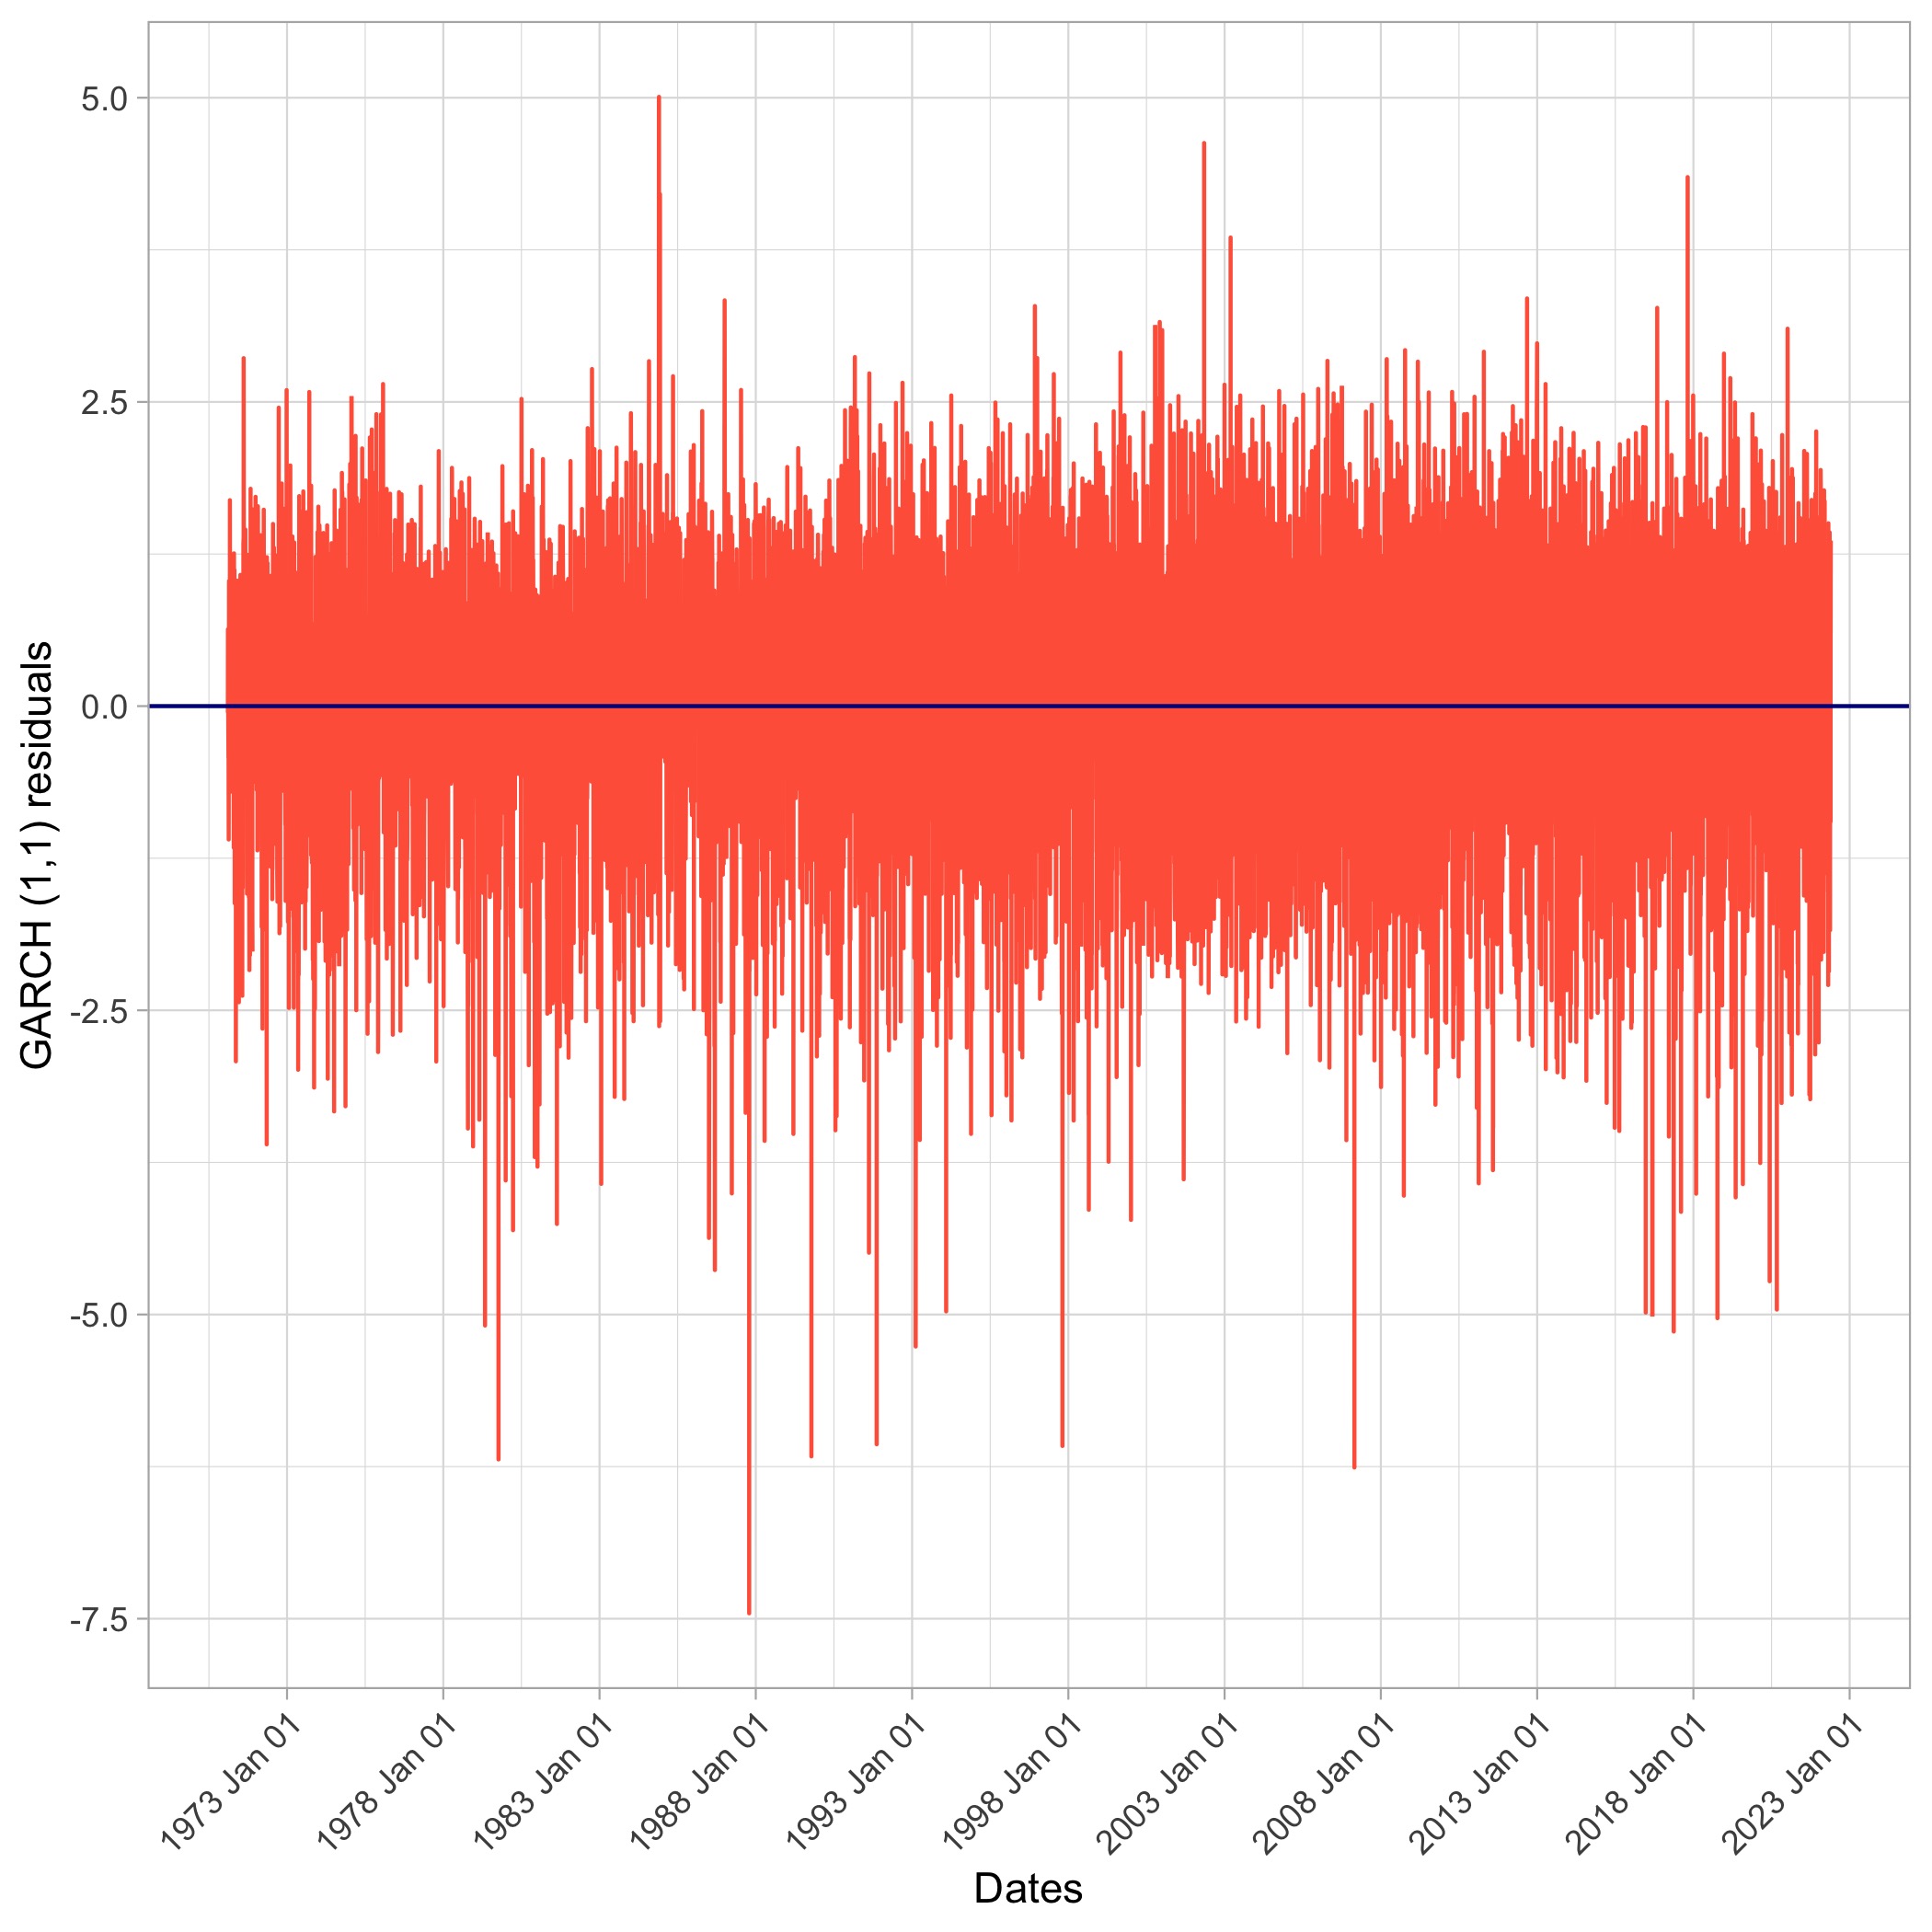 GARCH (1,1) residuals
5.0
2.5
0.0
-2.5
-5.0
-7.5
1973 Jan 01
1978 Jan 01
1983 Jan 01
1988 Jan 01
1993 Jan 01
1998 Jan 01
2003 Jan 01
2008 Jan 01
2013 Jan 01
2018 Jan 01
2023 Jan 01
Dates